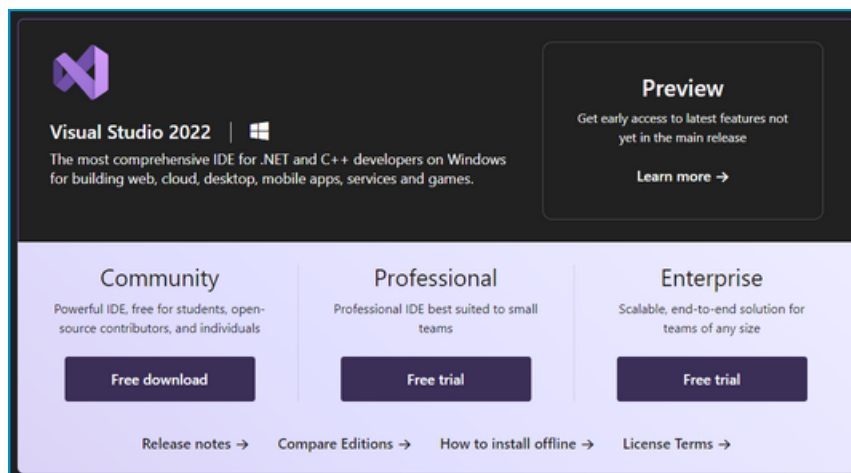 Visual Studio 2022
The most comprehensive IDE for .NET and C++ developers on Windows
for building web, cloud, desktop, mobile apps, services and games.
Preview
Get early access to latest features not
yet in the main release
Learn more →
Community
Powerful IDE, free for students, open-
source contributors, and individuals
Free download
Professional
Professional IDE best suited to small
teams
Free trial
Enterprise
Scalable, end-to-end solution for
teams of any size
Free trial
Release notes →
Compare Editions →
How to install offline →
License Terms →